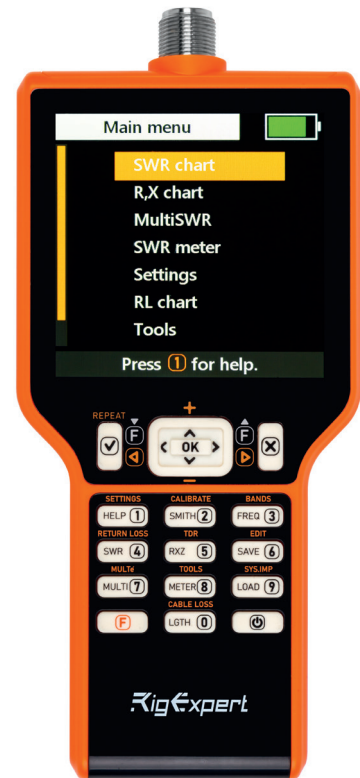 Main menu
SWR chart
R,X chart
MultiSWR
SWR meter
Settings
RL chart
Tools
Press 1 for help.
REPEAT
+
F
F
OK
−
SETTINGS CALIBRATE BANDS
HELP 1 SMITH 2 FREQ 3
RETURN LOSS TDR EDIT
SWR 4 RXZ 5 SAVE 6
MULTI TOOLS SYS.IMP
MULTI 7 METER 8 LOAD 9
CABLE LOSS
F LGTH 0
RigExpert